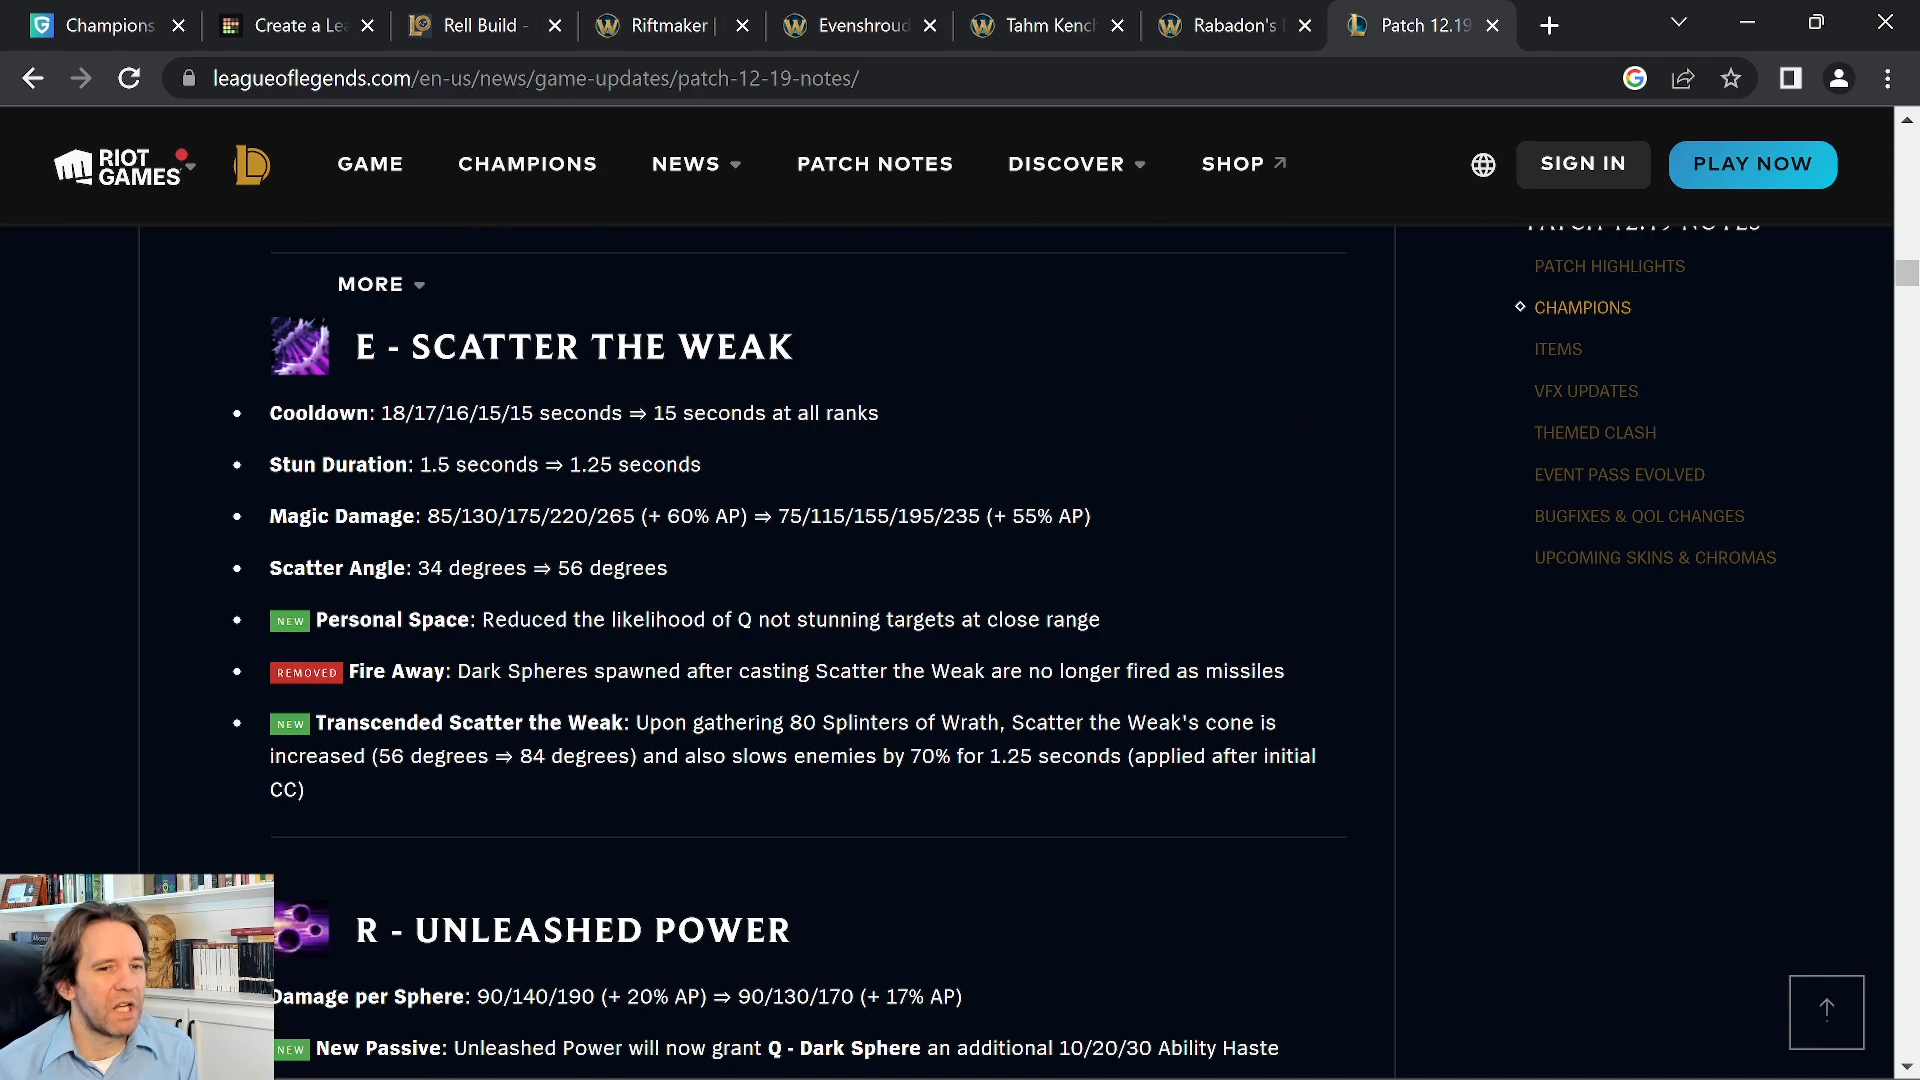 Champions
Create a Le
Rell Build -
Riftmaker |
Evenshroud
Tahm Kench
Rabadon's
Patch 12.19
leagueoflegends.com/en-us/news/game-updates/patch-12-19-notes/
RIOT GAMES
GAME
CHAMPIONS
NEWS
PATCH NOTES
DISCOVER
SHOP
SIGN IN
PLAY NOW
MORE
E - SCATTER THE WEAK
• Cooldown: 18/17/16/15/15 seconds ⇒ 15 seconds at all ranks
• Stun Duration: 1.5 seconds ⇒ 1.25 seconds
• Magic Damage: 85/130/175/220/265 (+ 60% AP) ⇒ 75/115/155/195/235 (+ 55% AP)
• Scatter Angle: 34 degrees ⇒ 56 degrees
• NEW Personal Space: Reduced the likelihood of Q not stunning targets at close range
• REMOVED Fire Away: Dark Spheres spawned after casting Scatter the Weak are no longer fired as missiles
• NEW Transcended Scatter the Weak: Upon gathering 80 Splinters of Wrath, Scatter the Weak's cone is
increased (56 degrees ⇒ 84 degrees) and also slows enemies by 70% for 1.25 seconds (applied after initial
CC)
R - UNLEASHED POWER
Damage per Sphere: 90/140/190 (+ 20% AP) ⇒ 90/130/170 (+ 17% AP)
NEW New Passive: Unleashed Power will now grant Q - Dark Sphere an additional 10/20/30 Ability Haste
PATCH 12.19 NOTES
PATCH HIGHLIGHTS
CHAMPIONS
ITEMS
VFX UPDATES
THEMED CLASH
EVENT PASS EVOLVED
BUGFIXES & QOL CHANGES
UPCOMING SKINS & CHROMAS